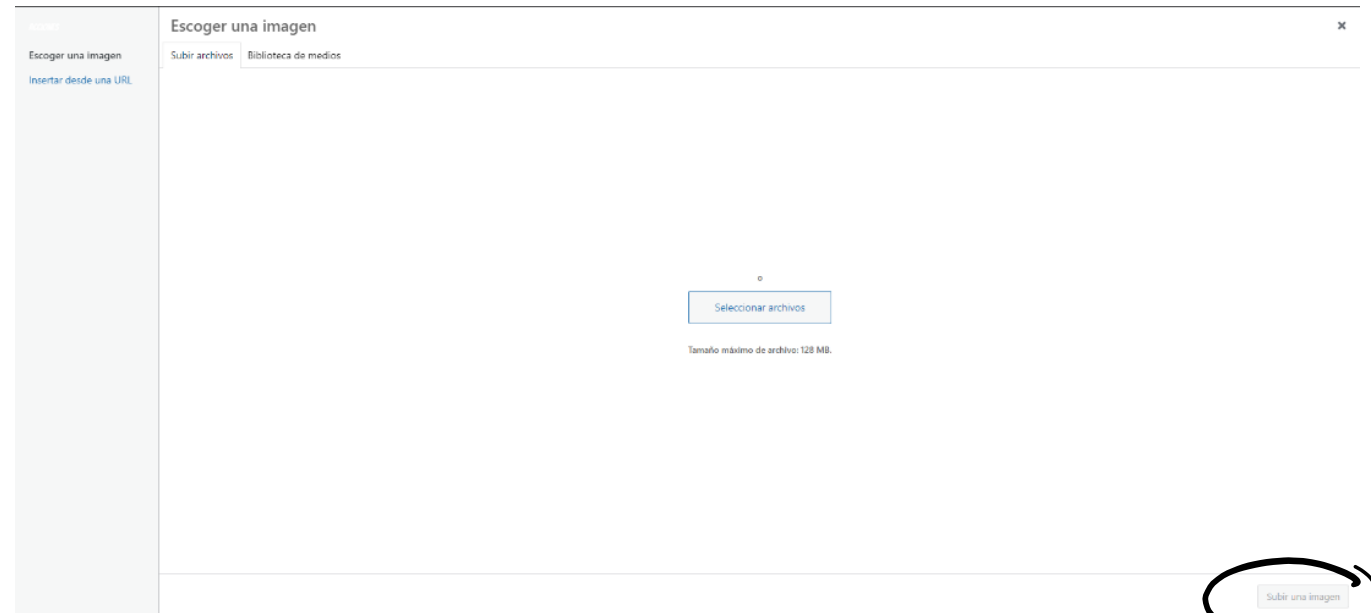 Escoger una imagen
Escoger una imagen
Insertar desde una URL
Subir archivos Biblioteca de medios
o
Seleccionar archivos
Tamaño máximo de archivo: 128 MB.
Subir una imagen